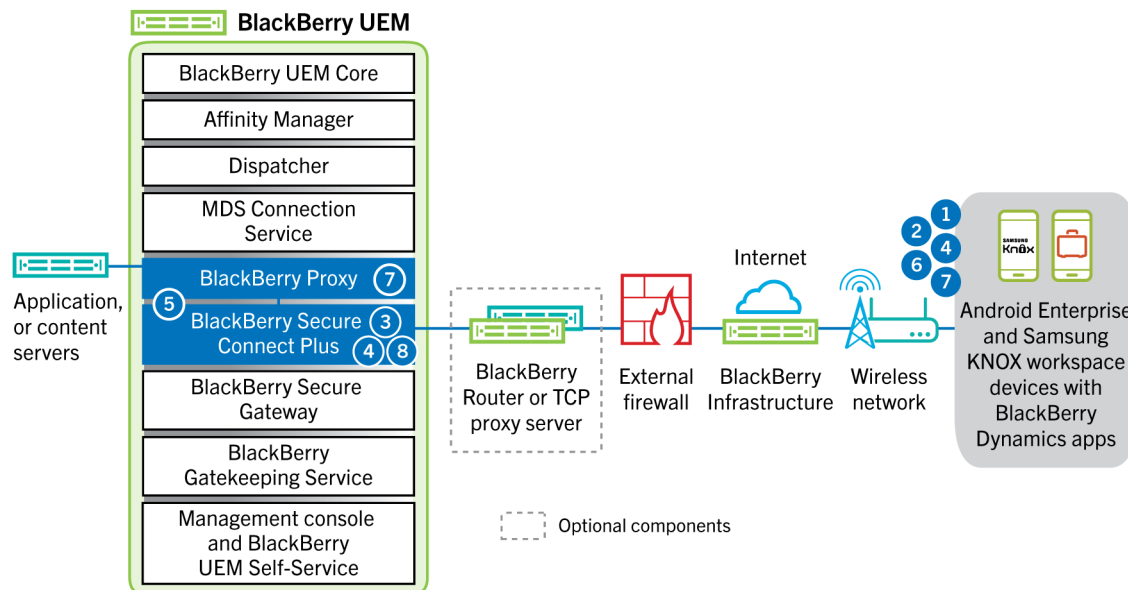 BlackBerry UEM
BlackBerry UEM Core
Affinity Manager
Dispatcher
MDS Connection
Service
BlackBerry Proxy 7
5
BlackBerry Secure 3
Connect Plus 4 8
BlackBerry Secure
Gateway
BlackBerry
Gatekeeping Service
Management console
and BlackBerry
UEM Self-Service
Application,
or content
servers
BlackBerry
Router or TCP
proxy server
External
firewall
Internet
BlackBerry
Infrastructure
Wireless
network
1
2
4
6
7
SAMSUNG
Knox
Android Enterprise
and Samsung
KNOX workspace
devices with
BlackBerry
Dynamics apps
Optional components